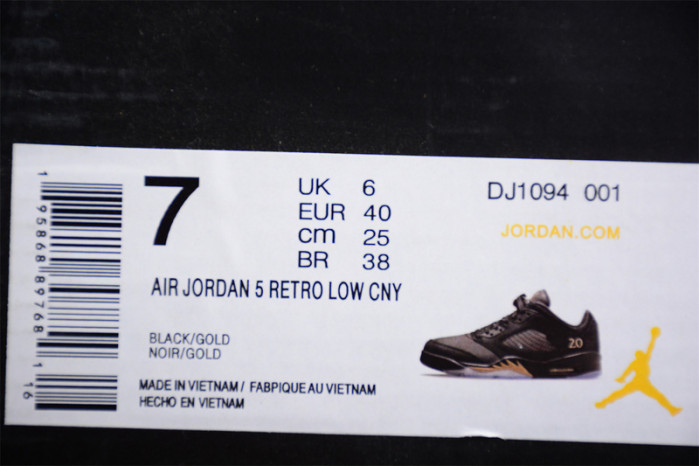 7
UK 6
EUR 40
cm 25
BR 38
DJ1094 001
JORDAN.COM
AIR JORDAN 5 RETRO LOW CNY
BLACK/GOLD
NOIR/GOLD
20
MADE IN VIETNAM / FABPIQUE AU VIETNAM
HECHO EN VIETNAM
1 95868 89768 1 16